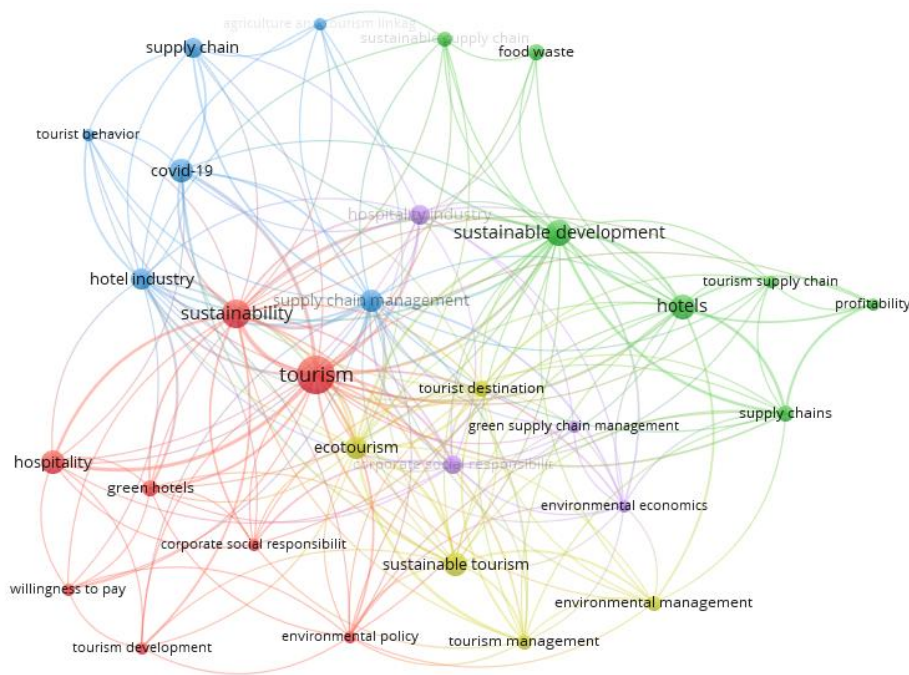 agriculture and tourism linkag
sustainable supply chain
supply chain
food waste
tourist behavior
covid-19
hospitality industry
sustainable development
hotel industry
supply chain management
tourism supply chain
sustainability
hotels
profitability
tourism
tourist destination
supply chains
green supply chain management
ecotourism
hospitality
corporate social responsibilit
green hotels
environmental economics
corporate social responsibilit
sustainable tourism
willingness to pay
environmental management
environmental policy
tourism management
tourism development